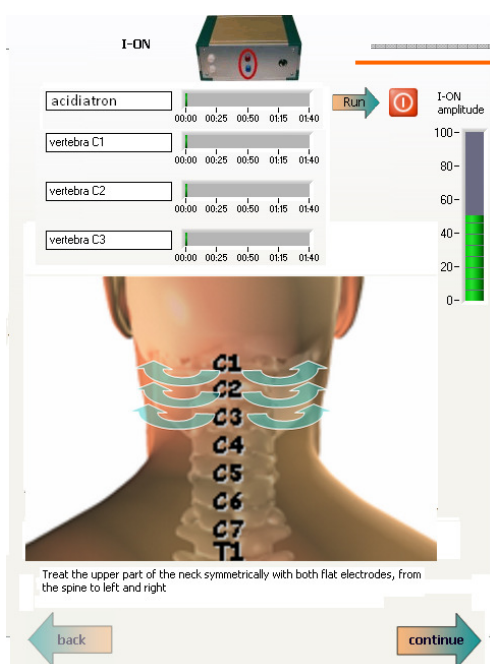 I-ON
acidiatron
00:00 00:25 00:50 01:15 01:40
Run
I-ON
amplitude
100-
80-
60-
40-
20-
0-
vertebra C1
00:00 00:25 00:50 01:15 01:40
vertebra C2
00:00 00:25 00:50 01:15 01:40
vertebra C3
00:00 00:25 00:50 01:15 01:40
C1
C2
C3
C4
C5
C6
C7
T1
Treat the upper part of the neck symmetrically with both flat electrodes, from
the spine to left and right
back
continue